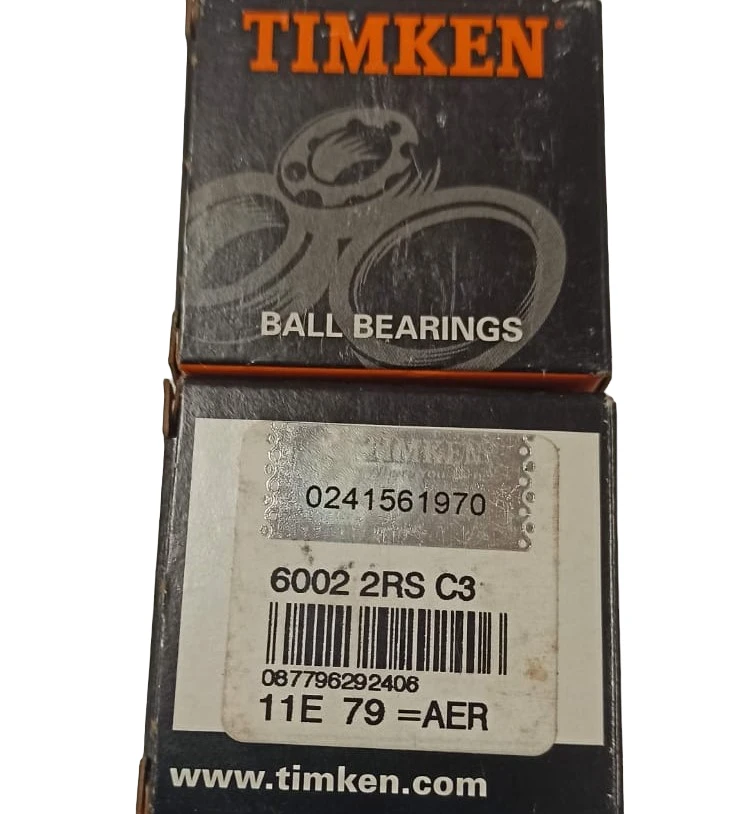 TIMKEN
BALL BEARINGS
TIMKEN
0241561970
6002 2RS C3
087796292406
11E 79 =AER
www.timken.com